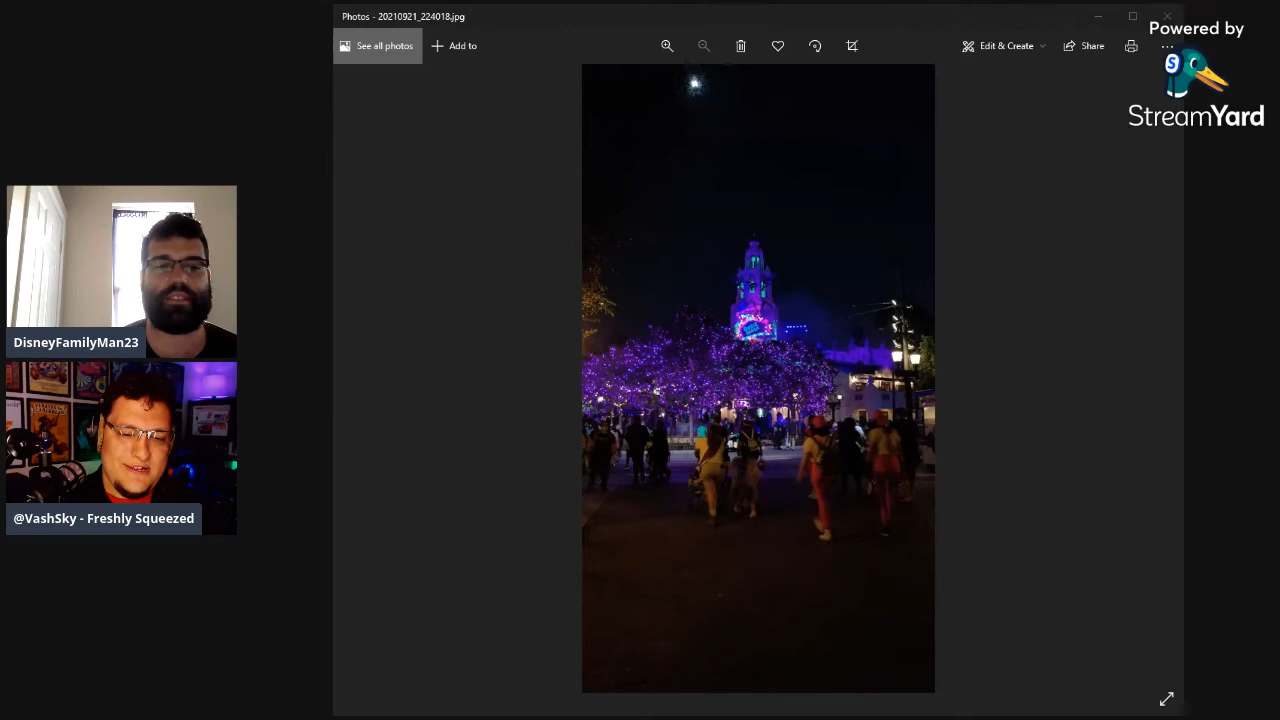 Photos - 20210921_224018.jpg
See all photos
Add to
Edit & Create
Share
Powered by
S
StreamYard
DisneyFamilyMan23
@VashSky - Freshly Squeezed